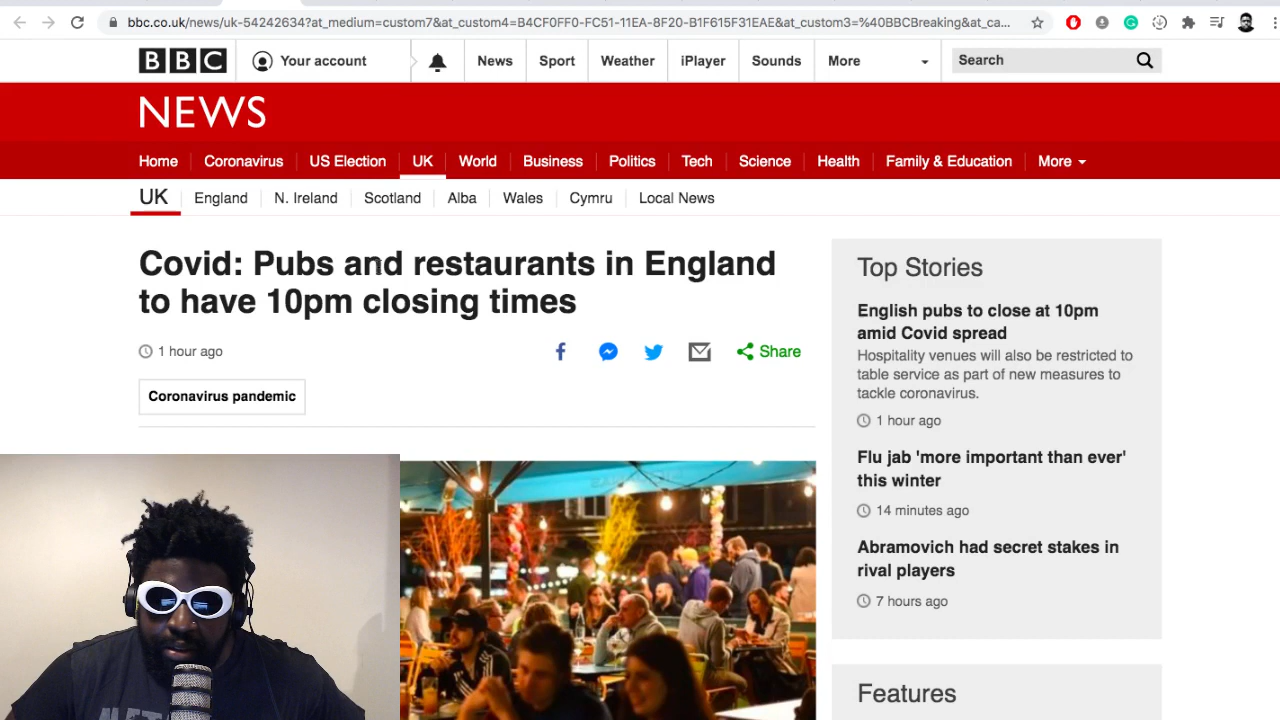 bbc.co.uk/news/uk-54242634?at_medium=custom7&at_custom4=B4CF0FF0-FC51-11EA-8F20-B1F615F31EAE&at_custom3=%40BBCBreaking&at_ca...
BBC Your account News Sport Weather iPlayer Sounds More Search
NEWS
Home Coronavirus US Election UK World Business Politics Tech Science Health Family & Education More
UK England N. Ireland Scotland Alba Wales Cymru Local News
Covid: Pubs and restaurants in England
to have 10pm closing times
1 hour ago
Share
Coronavirus pandemic
Top Stories
English pubs to close at 10pm
amid Covid spread
Hospitality venues will also be restricted to
table service as part of new measures to
tackle coronavirus.
1 hour ago
Flu jab 'more important than ever'
this winter
14 minutes ago
Abramovich had secret stakes in
rival players
7 hours ago
Features